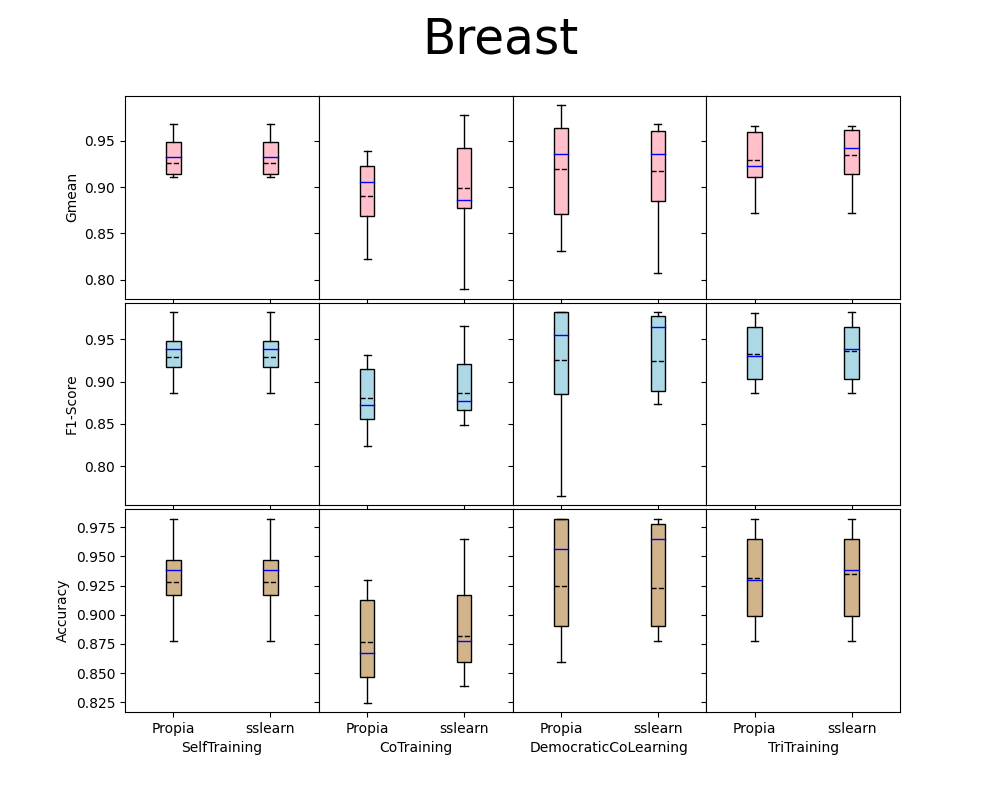 Breast
Gmean
0.95
0.90
0.85
0.80
F1-Score
0.95
0.90
0.85
0.80
Accuracy
0.975
0.950
0.925
0.900
0.875
0.850
0.825
Propia sslearn Propia sslearn Propia sslearn Propia sslearn
SelfTraining CoTraining DemocraticCoLearning TriTraining